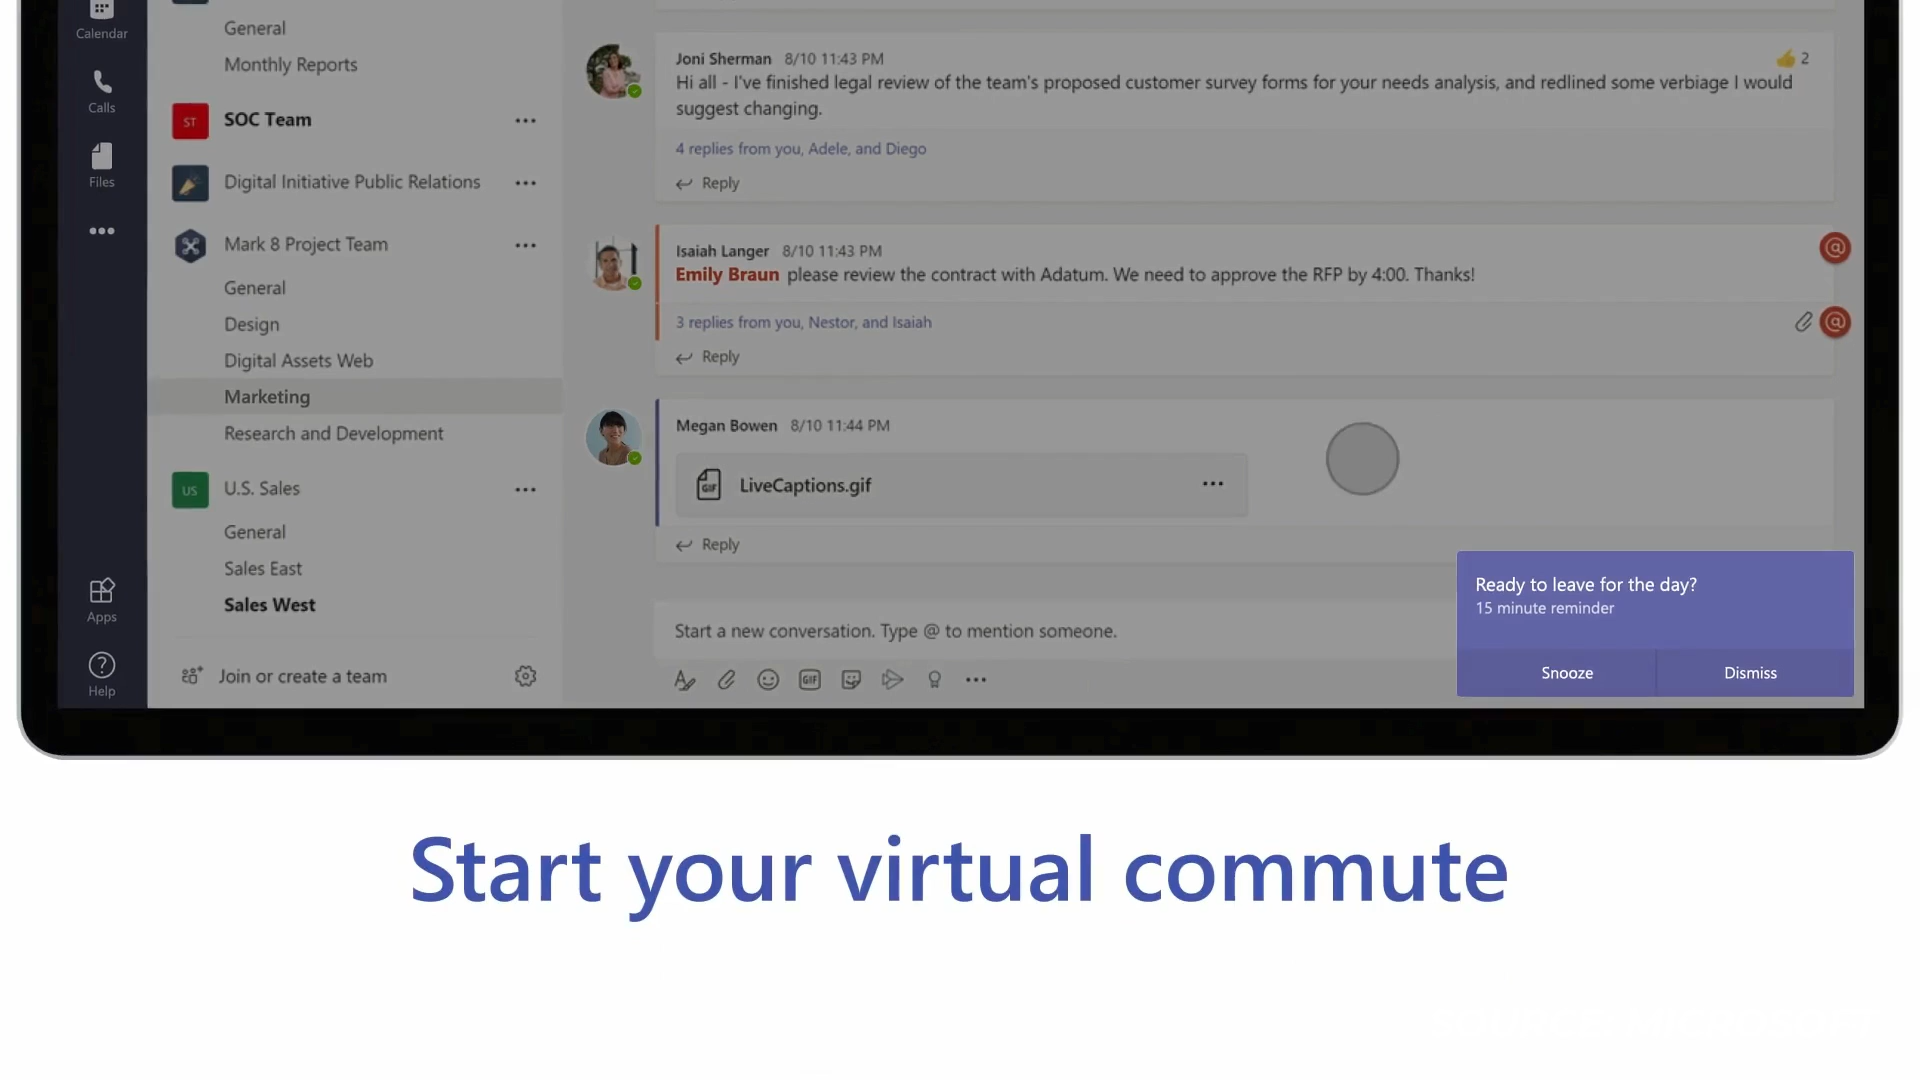 Calendar
Calls
Files
Apps
Help
General
Monthly Reports
ST
SOC Team
Digital Initiative Public Relations
Mark 8 Project Team
General
Design
Digital Assets Web
Marketing
Research and Development
US
U.S. Sales
General
Sales East
Sales West
Join or create a team
Joni Sherman 8/10 11:43 PM
2
Hi all - I've finished legal review of the team's proposed customer survey forms for your needs analysis, and redlined some verbiage I would
suggest changing.
4 replies from you, Adele, and Diego
Reply
Isaiah Langer 8/10 11:43 PM
@
Emily Braun please review the contract with Adatum. We need to approve the RFP by 4:00. Thanks!
3 replies from you, Nestor, and Isaiah
@
Reply
Megan Bowen 8/10 11:44 PM
GIF
LiveCaptions.gif
Reply
Start a new conversation. Type @ to mention someone.
GIF
Ready to leave for the day?
15 minute reminder
Snooze
Dismiss
Start your virtual commute